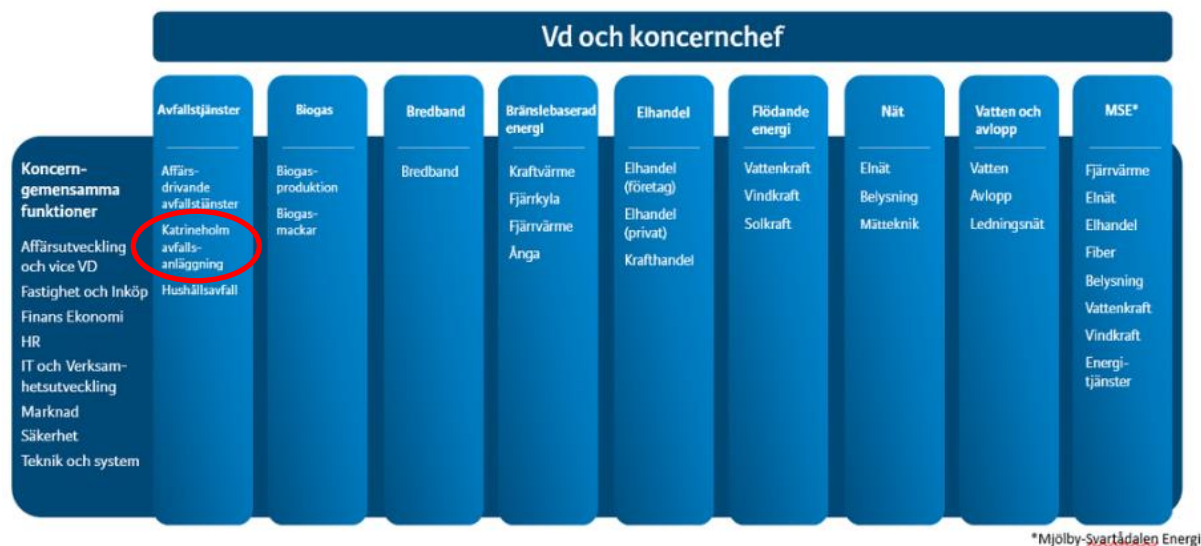 Vd och koncernchef
Koncern-
gemensamma
funktioner
Affärsutveckling
och vice VD
Fastighet och Inköp
Finans Ekonomi
HR
IT och Verksam-
hetsutveckling
Marknad
Säkerhet
Teknik och system
Avfallstjänster
Affärs-
drivande
avfallstjänster
Katrineholm
avfalls-
anläggning
Hushållsavfall
Biogas
Biogas-
produktion
Biogas-
mackar
Bredband
Bredband
Bränslebaserad
energi
Kraftvärme
Fjärrkyla
Fjärrvärme
Ånga
Elhandel
Elhandel
(företag)
Elhandel
(privat)
Krafthandel
Flödande
energi
Vattenkraft
Vindkraft
Solkraft
Nät
Elnät
Belysning
Mätteknik
Vatten och
avlopp
Vatten
Avlopp
Ledningsnät
MSE*
Fjärrvärme
Elnät
Elhandel
Fiber
Belysning
Vattenkraft
Vindkraft
Energi-
tjänster
*Mjölby-Svartådalen Energi